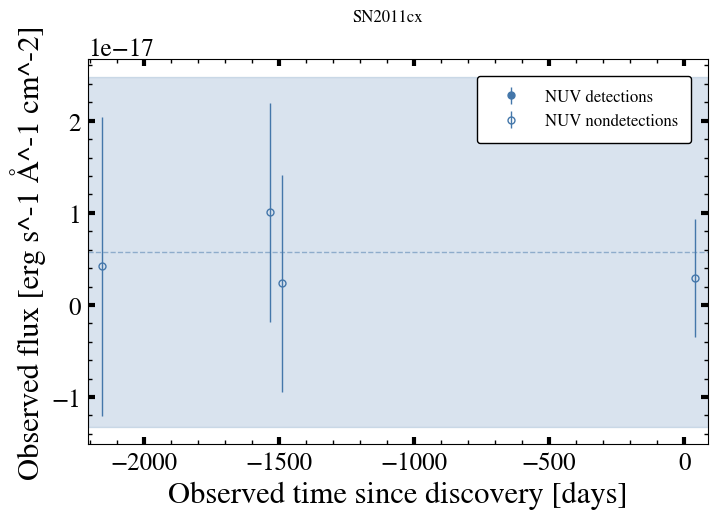 SN2011cx
1e−17
NUV detections
NUV nondetections
2
1
0
−1
Observed flux [erg s^-1 Å^-1 cm^-2]
−2000 −1500 −1000 −500 0
Observed time since discovery [days]